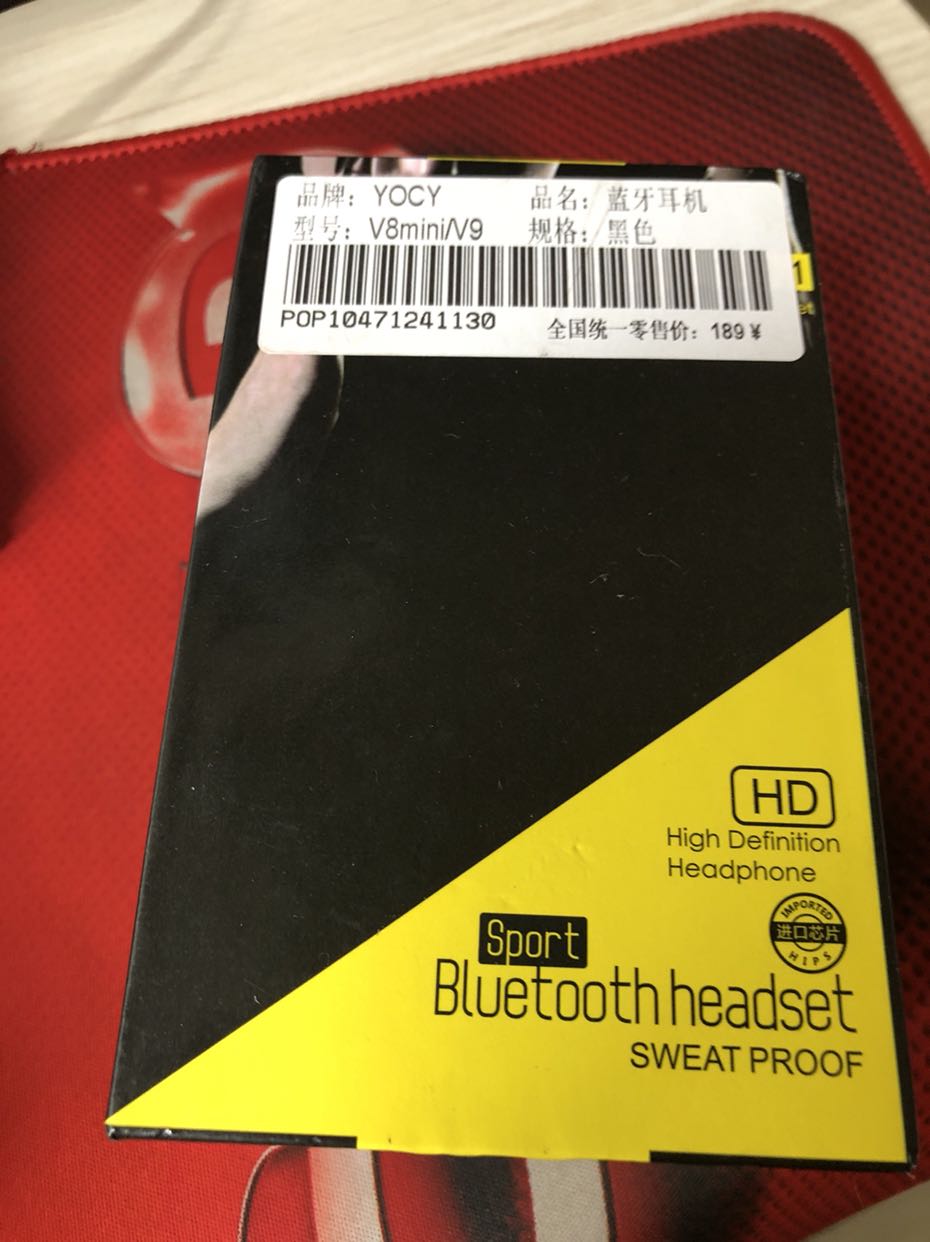 品牌：YOCY 品名：蓝牙耳机
型号：V8mini/V9 规格：黑色
POP10471241130 全国统一零售价：189￥
1
HD
High Definition
Headphone
IMPORTED
进口芯片
HIPS
Sport
Bluetooth headset
SWEAT PROOF